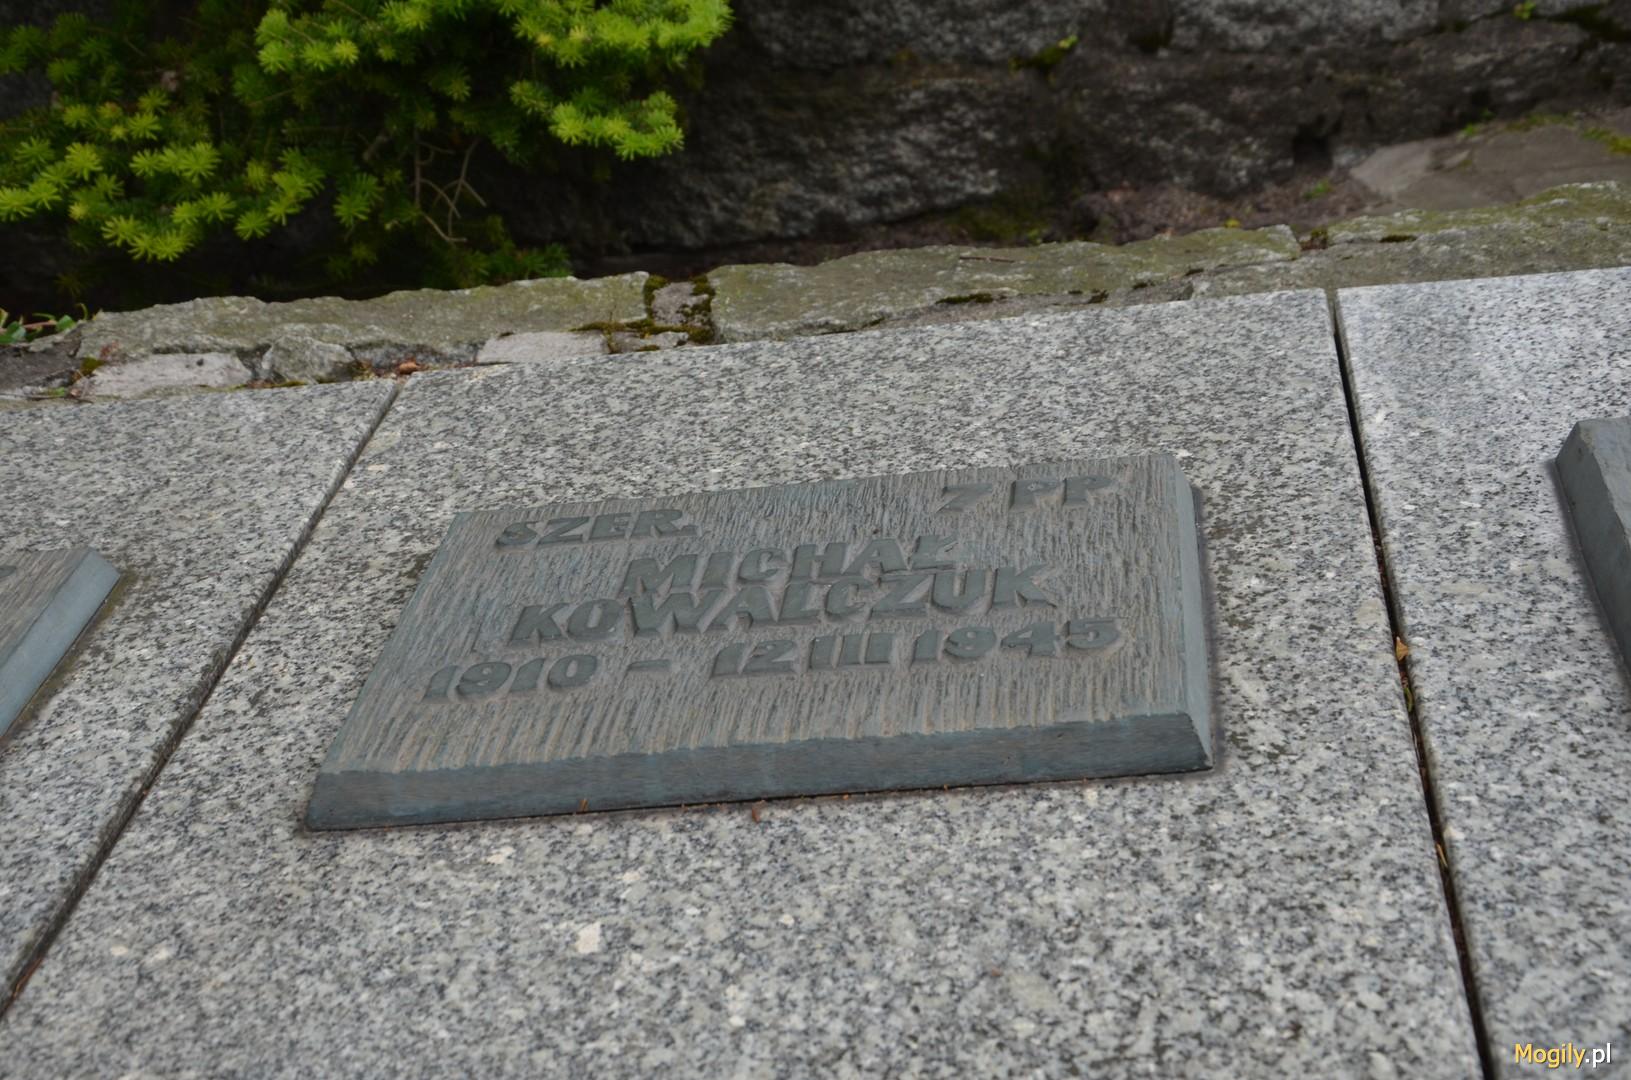 SZER. 7 PP
MICHAŁ
KOWALCZUK
1910 - 12 III 1945
Mogily.pl